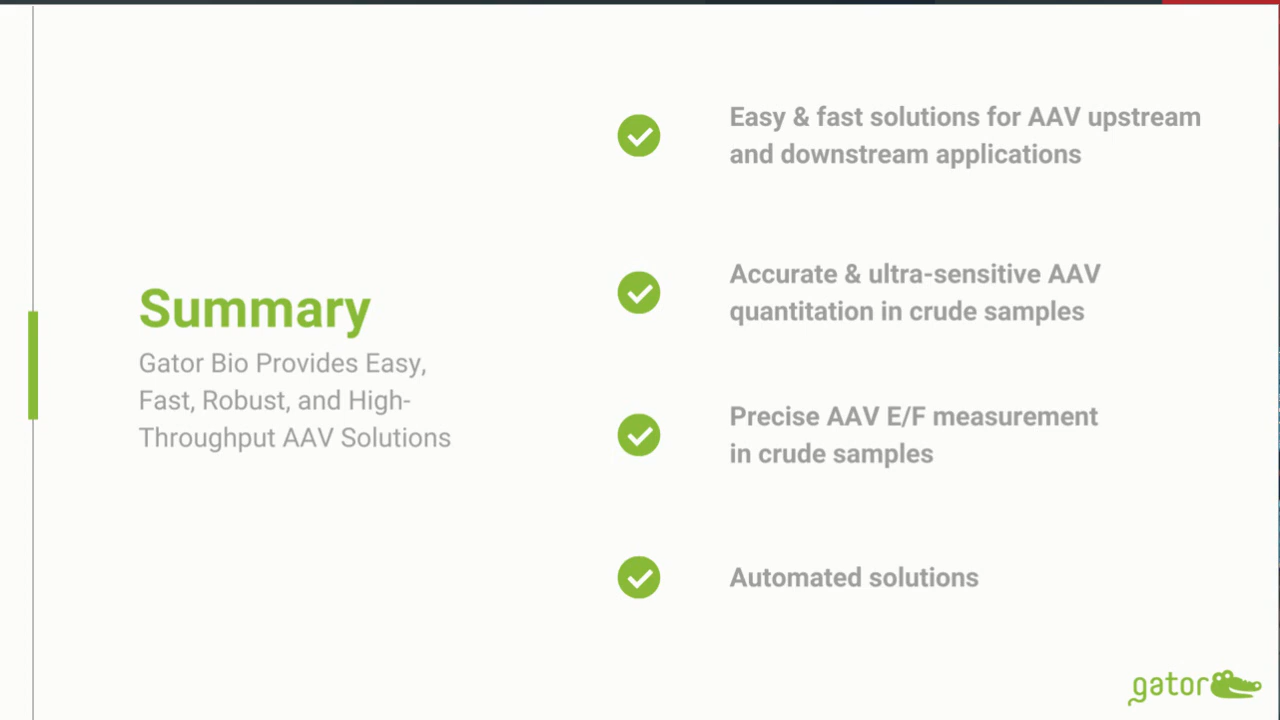 Summary
Gator Bio Provides Easy,
Fast, Robust, and High-
Throughput AAV Solutions
Easy & fast solutions for AAV upstream
and downstream applications
Accurate & ultra-sensitive AAV
quantitation in crude samples
Precise AAV E/F measurement
in crude samples
Automated solutions
gator